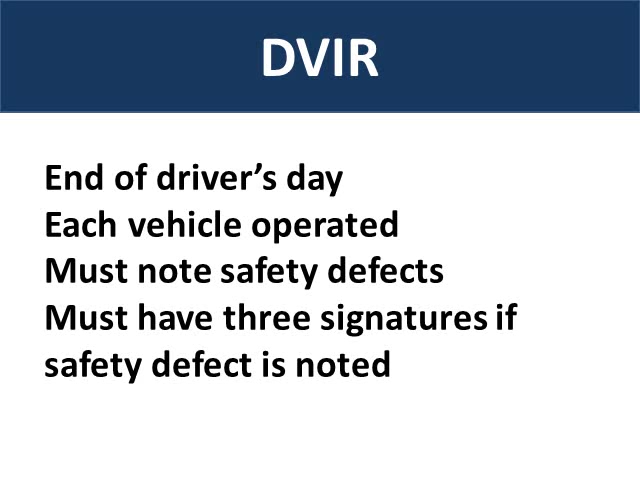 DVIR
End of driver’s day
Each vehicle operated
Must note safety defects
Must have three signatures if
safety defect is noted